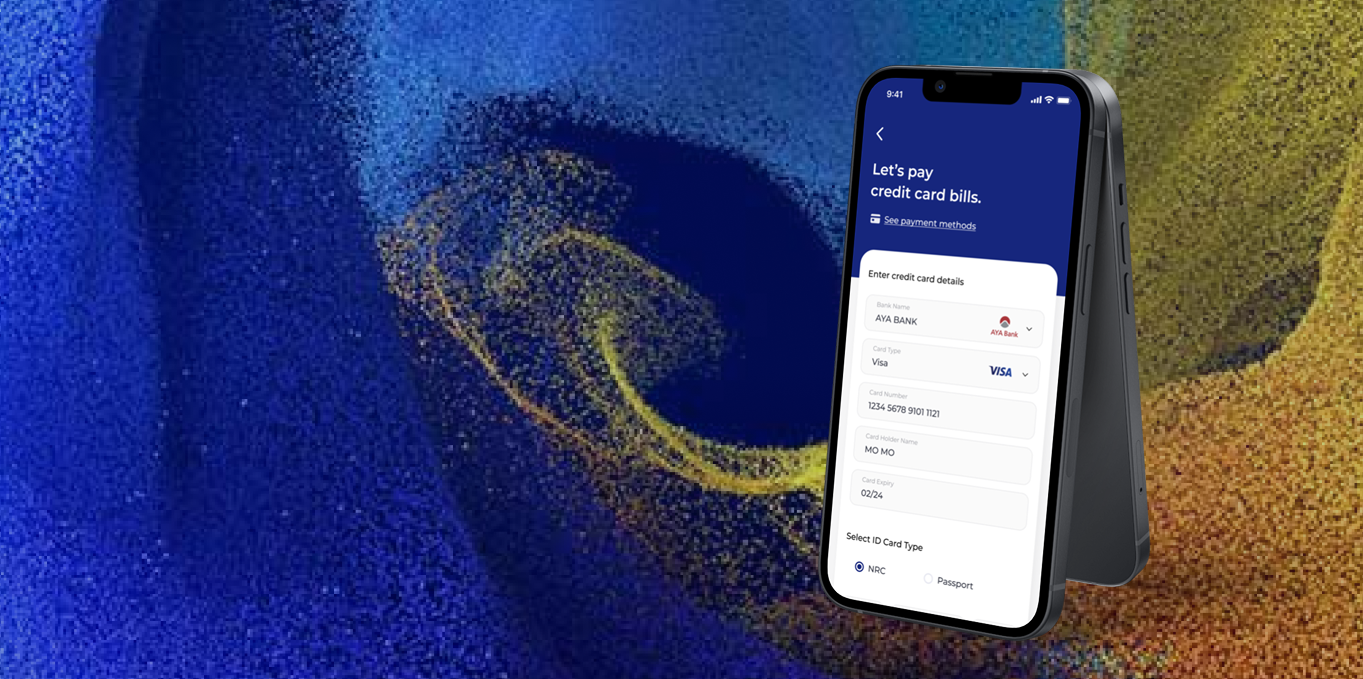 9:41
Let's pay
credit card bills.
See payment methods
Enter credit card details
Bank Name
AYA BANK
AYA Bank
Card Type
Visa
VISA
Card Number
1234 5678 9101 1121
Card Holder Name
MO MO
Card Expiry
02/24
Select ID Card Type
NRC
Passport